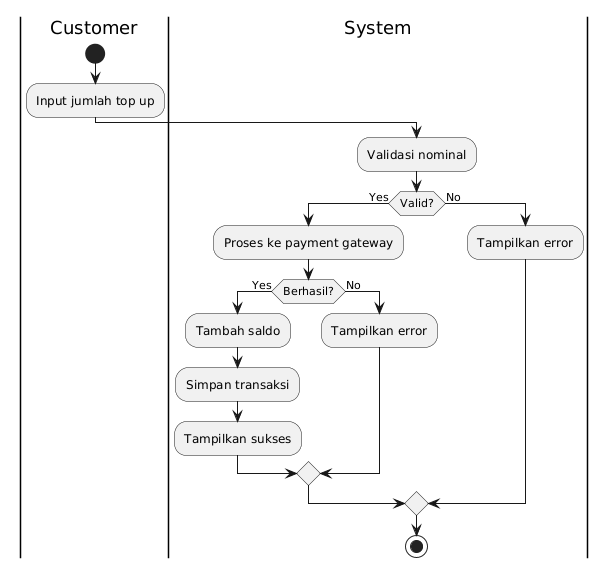 Customer
System
Input jumlah top up
Validasi nominal
Yes
Valid?
No
Proses ke payment gateway
Tampilkan error
Yes
Berhasil?
No
Tambah saldo
Tampilkan error
Simpan transaksi
Tampilkan sukses